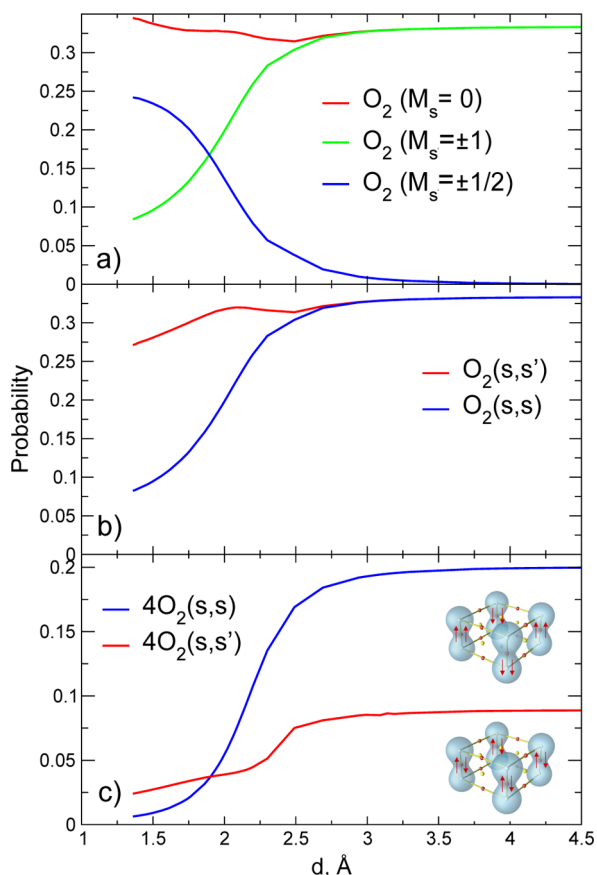 0.3
0.25
0.2
0.15
0.1
0.05
0
O2 (Ms= 0)
O2 (Ms=±1)
O2 (Ms=±1/2)
a)
0.3
0.25
0.2
0.15
0.1
0.05
0
Probability
O2(s,s’)
O2(s,s)
b)
0.2
0.15
0.1
0.05
0
4O2(s,s)
4O2(s,s’)
c)
1 1.5 2 2.5 3 3.5 4 4.5
d, Å